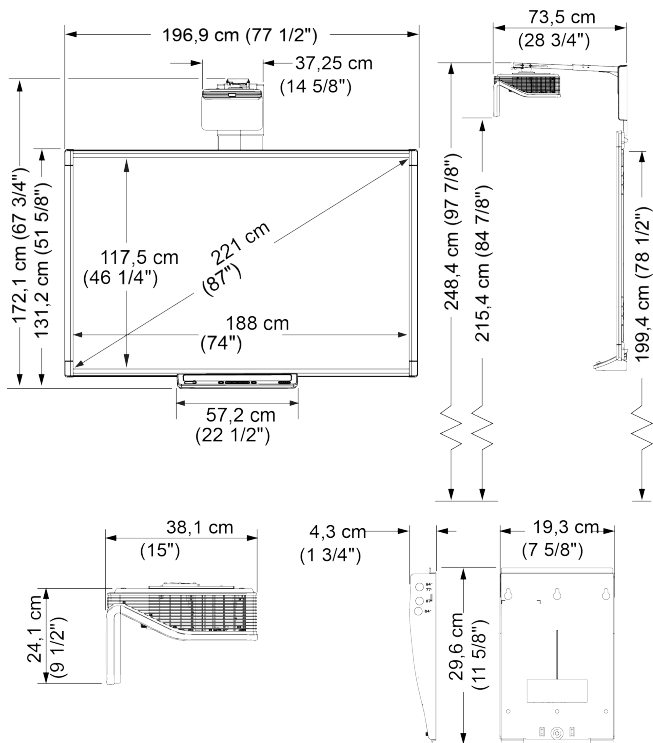 73,5 cm
(28 3/4")
196,9 cm (77 1/2")
37,25 cm
(14 5/8")
172,1 cm (67 3/4")
131,2 cm (51 5/8")
117,5 cm
(46 1/4")
221 cm
(87")
188 cm
(74")
57,2 cm
(22 1/2")
248,4 cm (97 7/8")
215,4 cm (84 7/8")
199,4 cm (78 1/2")
38,1 cm
(15")
24,1 cm
(9 1/2")
4,3 cm
(1 3/4")
19,3 cm
(7 5/8")
29,6 cm
(11 5/8")